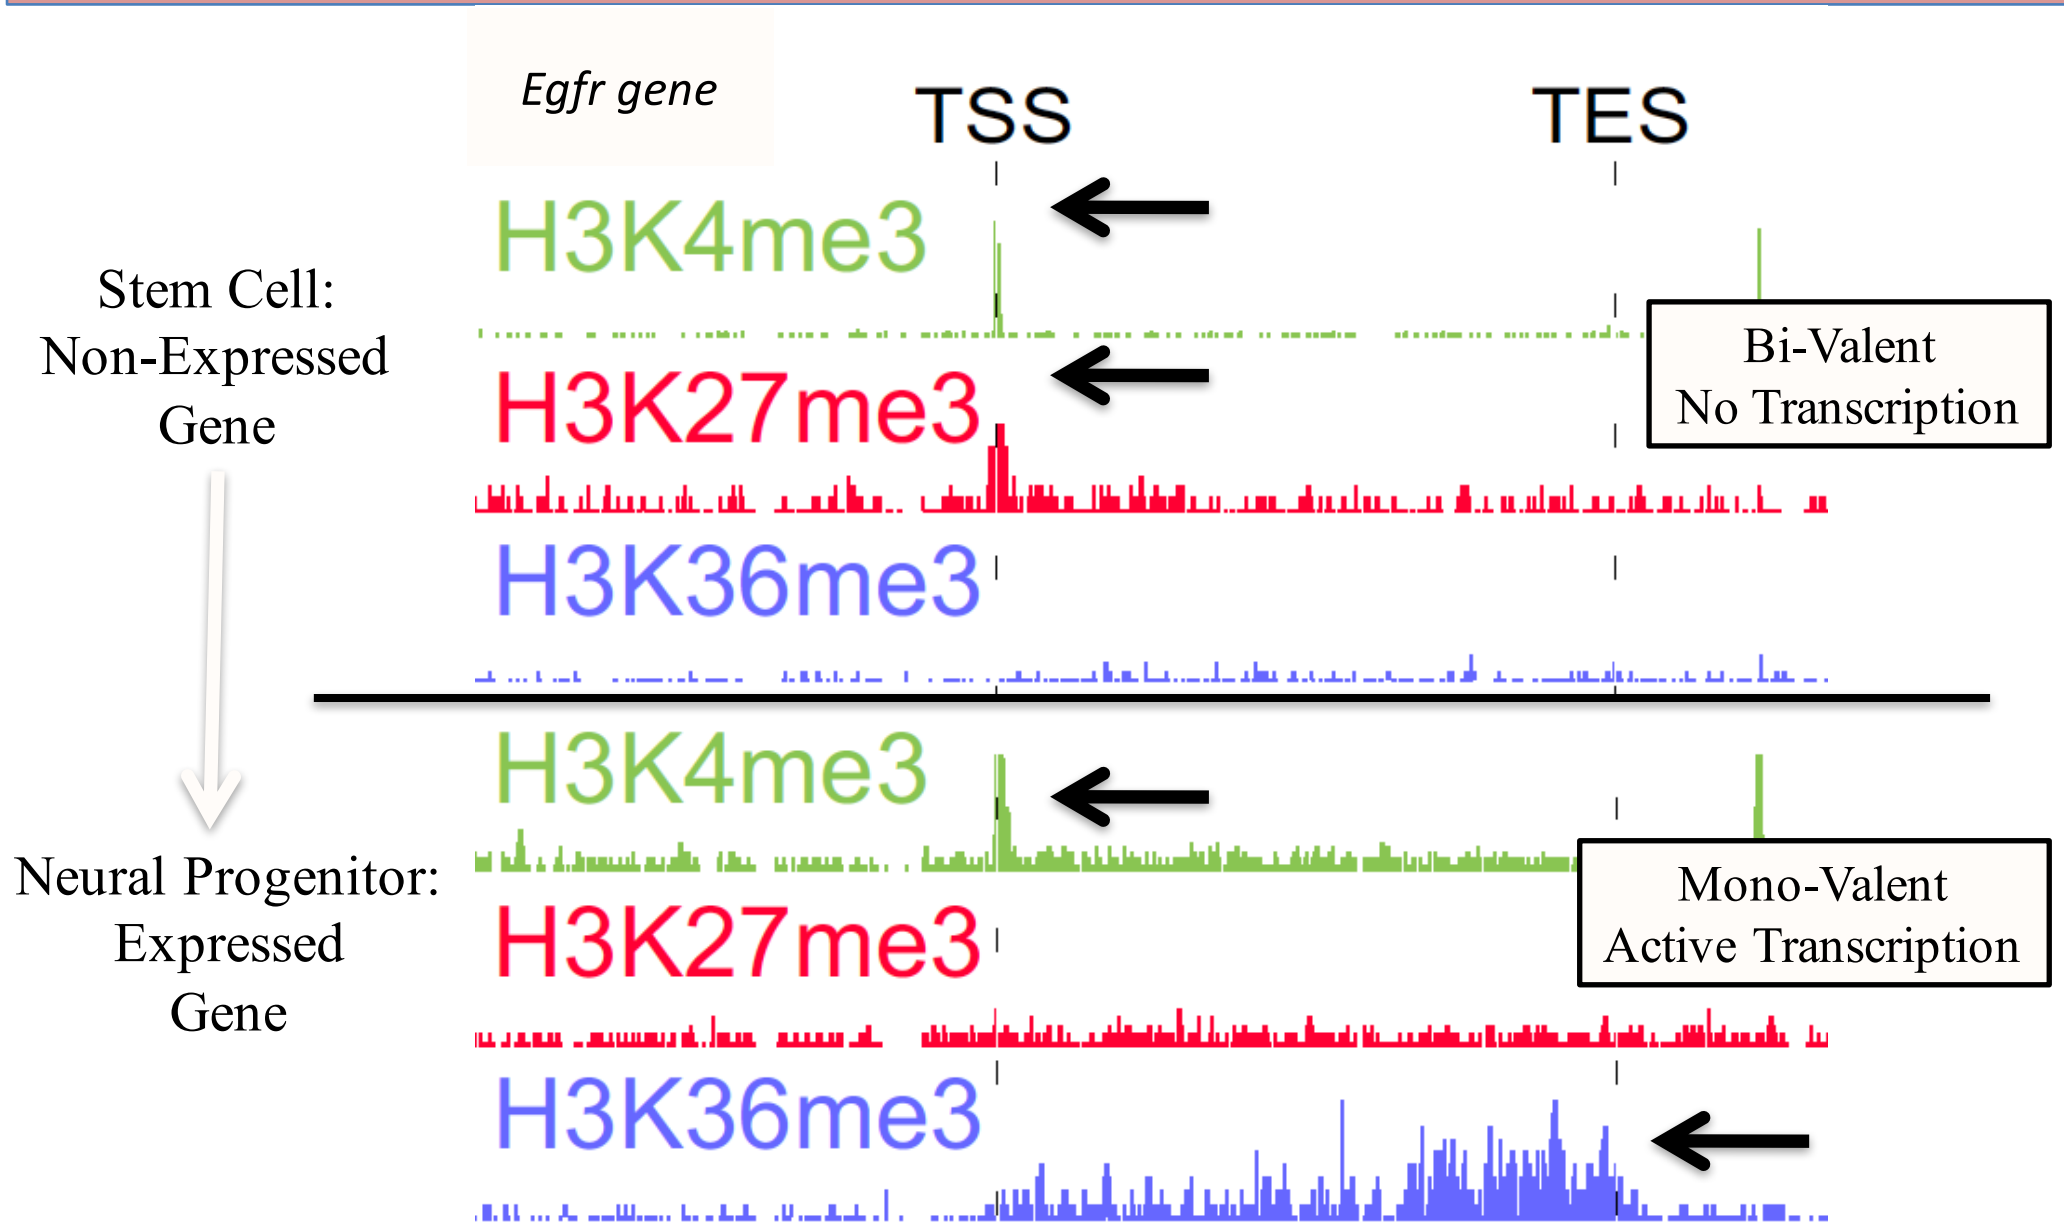 Egfr gene
TSS
TES
H3K4me3
Stem Cell:
Non-Expressed
Gene
Bi-Valent
No Transcription
H3K27me3
H3K36me3
H3K4me3
Neural Progenitor:
Expressed
Gene
Mono-Valent
Active Transcription
H3K27me3
H3K36me3